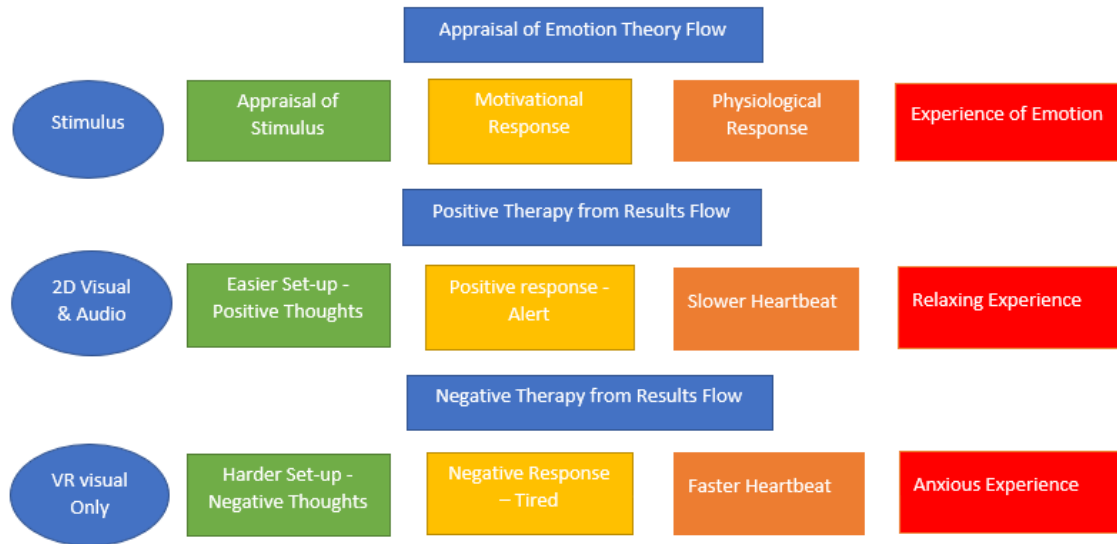 Appraisal of Emotion Theory Flow
Stimulus
Appraisal of
Stimulus
Motivational
Response
Physiological
Response
Experience of Emotion
Positive Therapy from Results Flow
2D Visual
& Audio
Easier Set-up -
Positive Thoughts
Positive response -
Alert
Slower Heartbeat
Relaxing Experience
Negative Therapy from Results Flow
VR visual
Only
Harder Set-up -
Negative Thoughts
Negative Response
– Tired
Faster Heartbeat
Anxious Experience